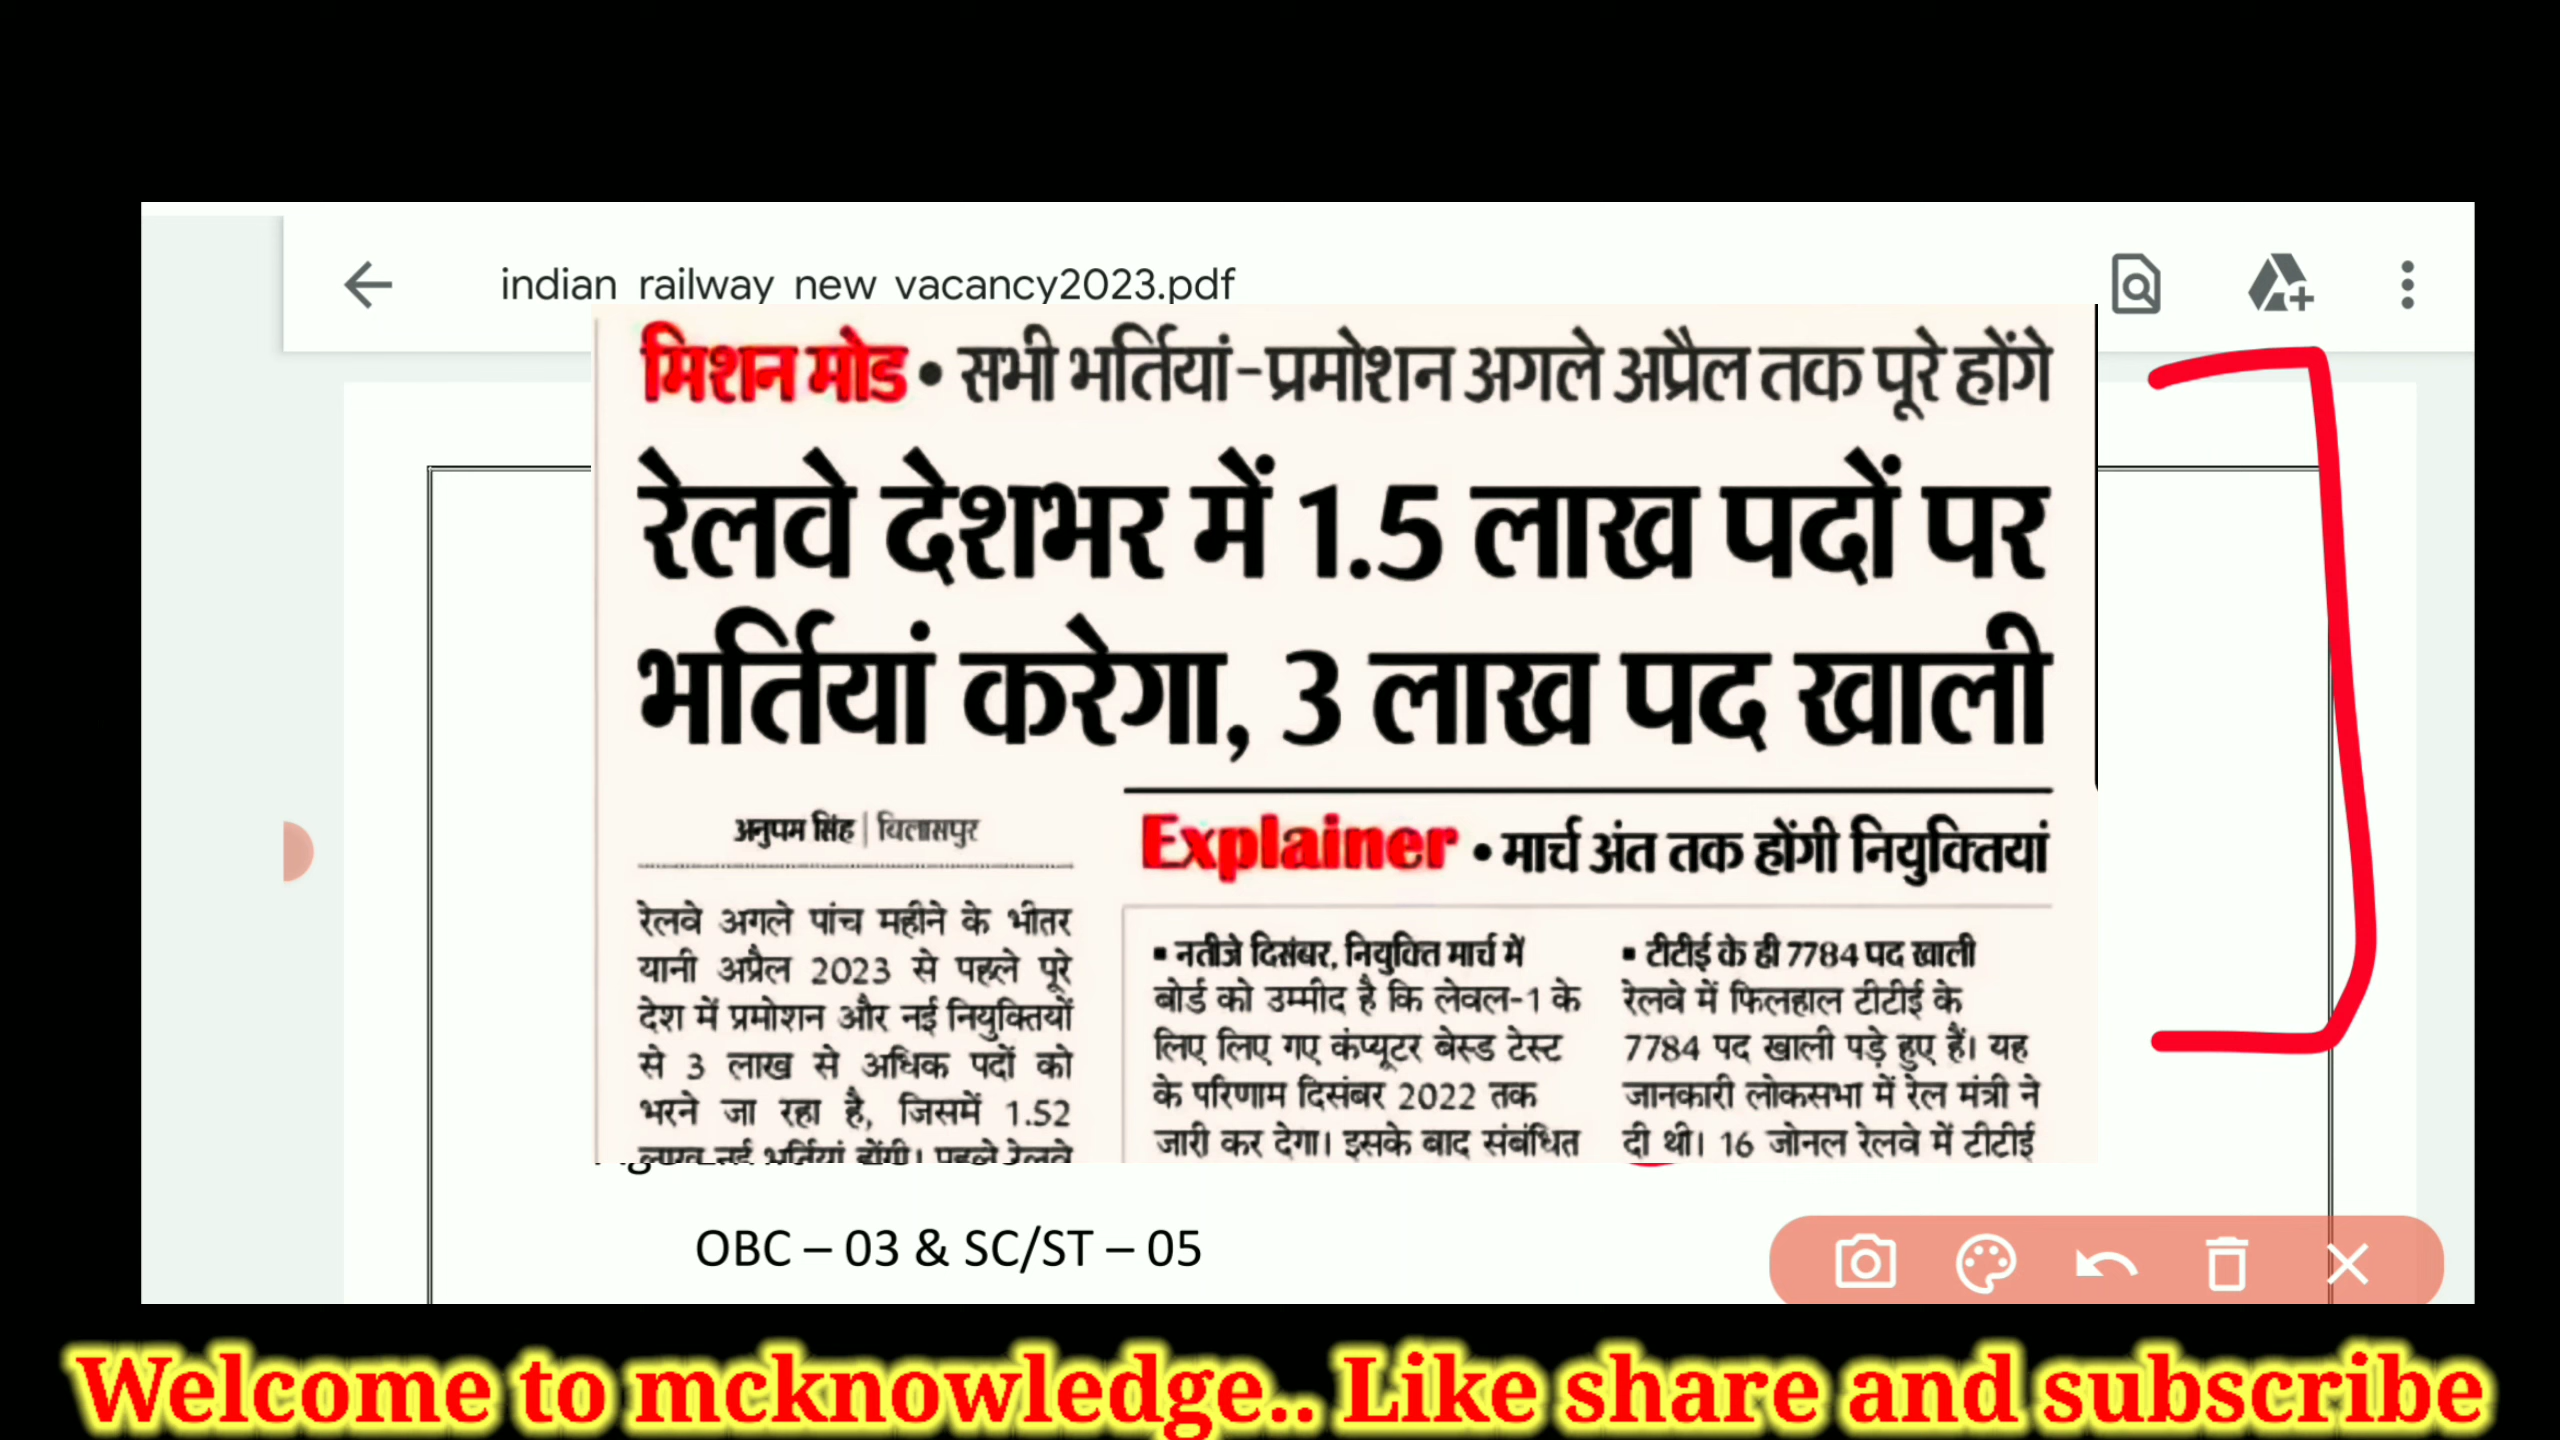 indian railway new vacancy2023.pdf
मिशन मोड • सभी भर्तियां-प्रमोशन अगले अप्रैल तक पूरे होंगे
रेलवे देशभर में 1.5 लाख पदों पर
भर्तियां करेगा, 3 लाख पद खाली
अनुपम सिंह | बिलासपुर
रेलवे अगले पांच महीने के भीतर
यानी अप्रैल 2023 से पहले पूरे
देश में प्रमोशन और नई नियुक्तियों
से 3 लाख से अधिक पदों को
भरने जा रहा है, जिसमें 1.52
लाख नई भर्तियां होंगी। पहले रेलवे
Explainer • मार्च अंत तक होंगी नियुक्तियां
▪ नतीजे दिसंबर, नियुक्ति मार्च में
बोर्ड को उम्मीद है कि लेवल-1 के
लिए लिए गए कंप्यूटर बेस्ड टेस्ट
के परिणाम दिसंबर 2022 तक
जारी कर देगा। इसके बाद संबंधित
▪ टीटीई के ही 7784 पद खाली
रेलवे में फिलहाल टीटीई के
7784 पद खाली पड़े हुए हैं। यह
जानकारी लोकसभा में रेल मंत्री ने
दी थी। 16 जोनल रेलवे में टीटीई
OBC – 03 & SC/ST – 05
Welcome to mcknowledge.. Like share and subscribe